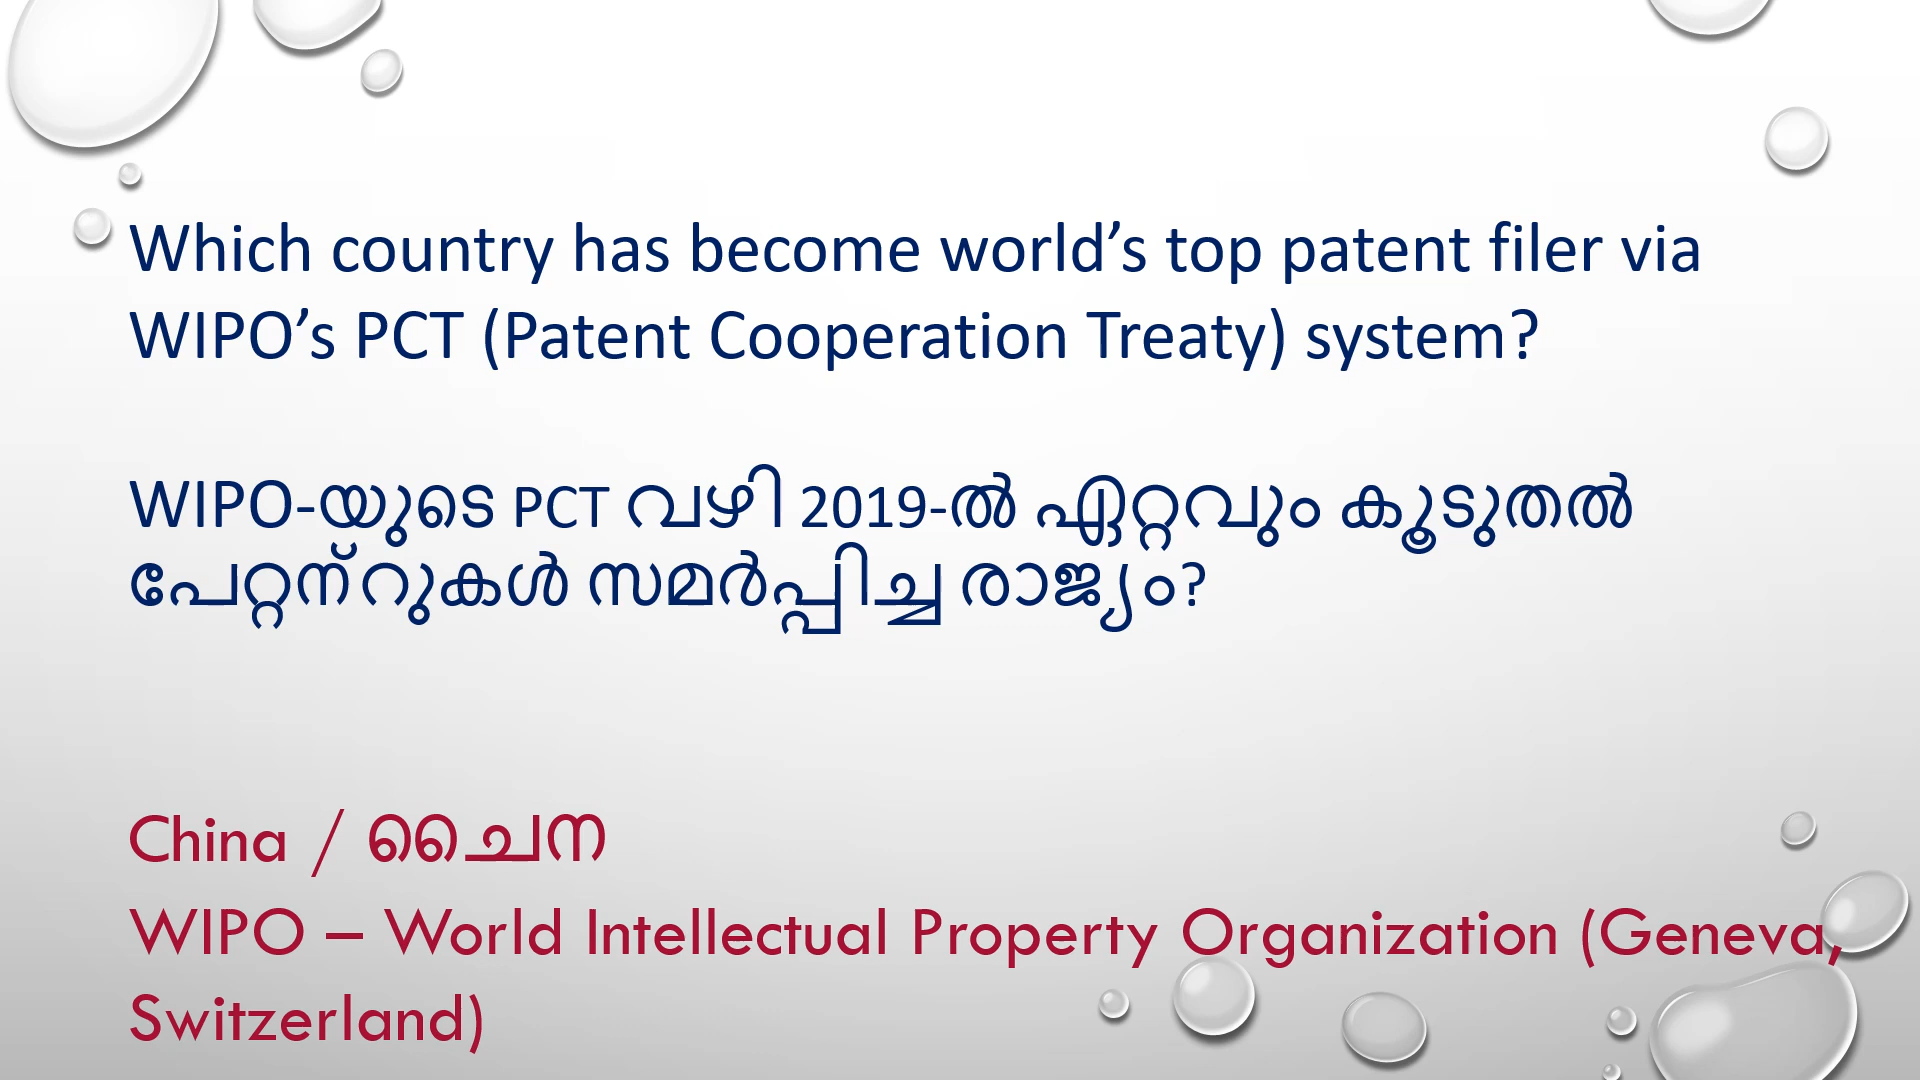 Which country has become world’s top patent filer via
WIPO’s PCT (Patent Cooperation Treaty) system?
WIPO-യുടെ PCT വഴി 2019-ൽ ഏറ്റവും കൂടുതൽ
പേറ്റന്റുകൾ സമർപ്പിച്ച രാജ്യം?
China / ചൈന
WIPO – World Intellectual Property Organization (Geneva,
Switzerland)